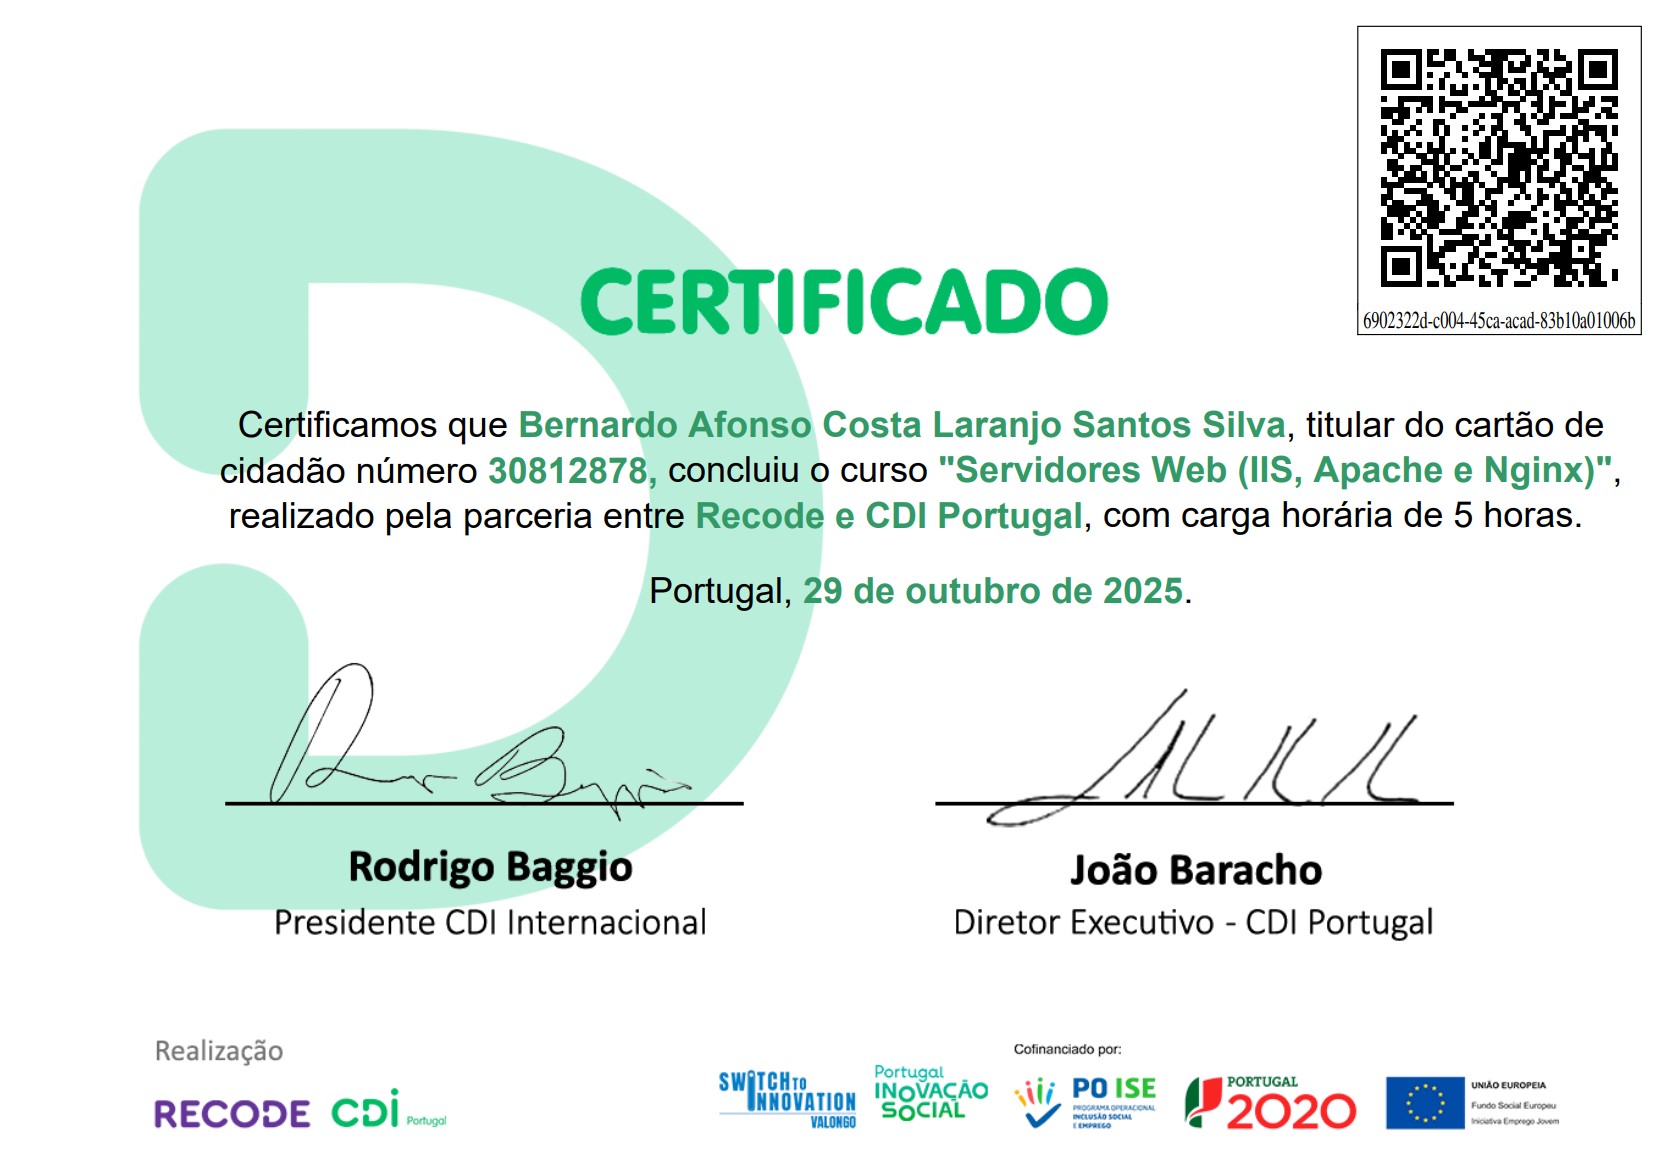 6902322d-c004-45ca-acad-83b10a01006b
CERTIFICADO
Certificamos que Bernardo Afonso Costa Laranjo Santos Silva, titular do cartão de
cidadão número 30812878, concluiu o curso "Servidores Web (IIS, Apache e Nginx)",
realizado pela parceria entre Recode e CDI Portugal, com carga horária de 5 horas.
Portugal, 29 de outubro de 2025.
Rodrigo Baggio
Presidente CDI Internacional
João Baracho
Diretor Executivo - CDI Portugal
Realização
RECODE
CDI Portugal
SWITCH TO
INNOVATION
VALONGO
Portugal
INOVAÇÃO
SOCIAL
Cofinanciado por:
PO ISE
PROGRAMA OPERACIONAL
INCLUSÃO SOCIAL
E EMPREGO
PORTUGAL
2020
UNIÃO EUROPEIA
Fundo Social Europeu
Iniciativa Emprego Jovem